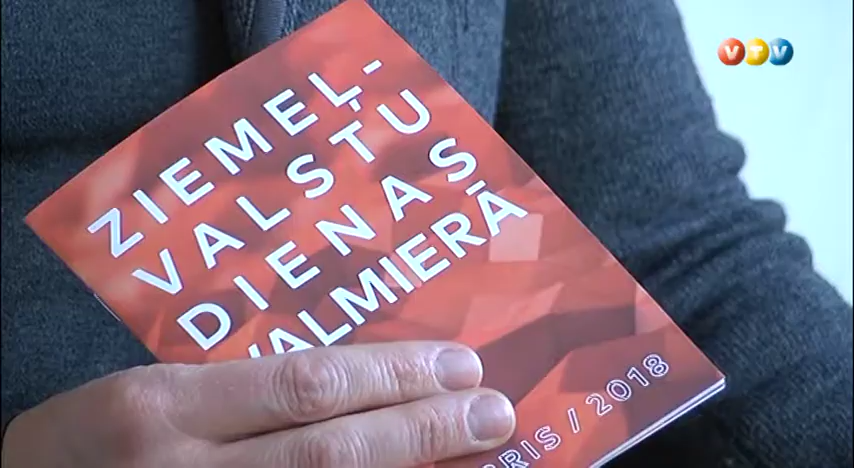 VTV
ZIEMEĻ-
VALSTU
DIENAS
VALMIERĀ
/ 2018